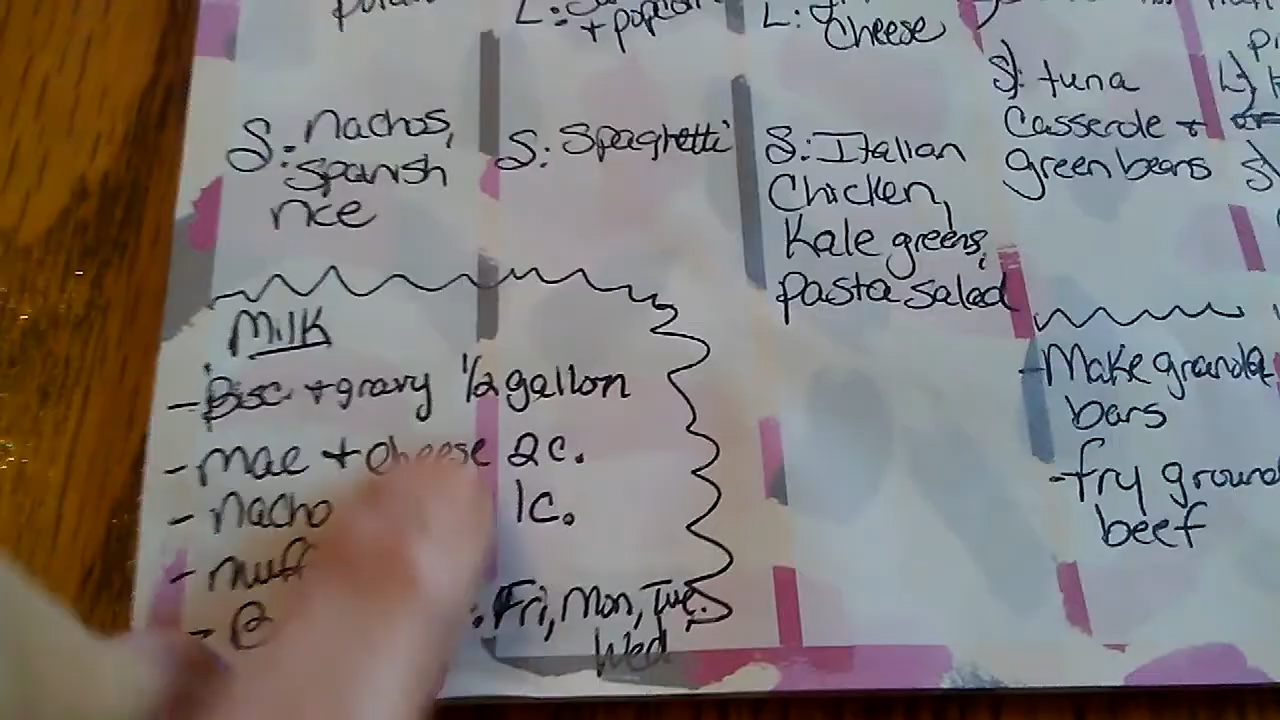 L:
+ popcorn
L:
Cheese
S: nachos,
spanish
rice
S: Spaghetti
S: Italian
Chicken,
Kale greens,
pasta salad
S: tuna
Casserole +
green beans
L)
S)
Milk
- Bisc + gravy 1/2 gallon
- mac + cheese 2c.
- nacho 1c.
- muff
: Fri, Mon, Tue,
Wed
- Make granola
bars
- fry ground
beef